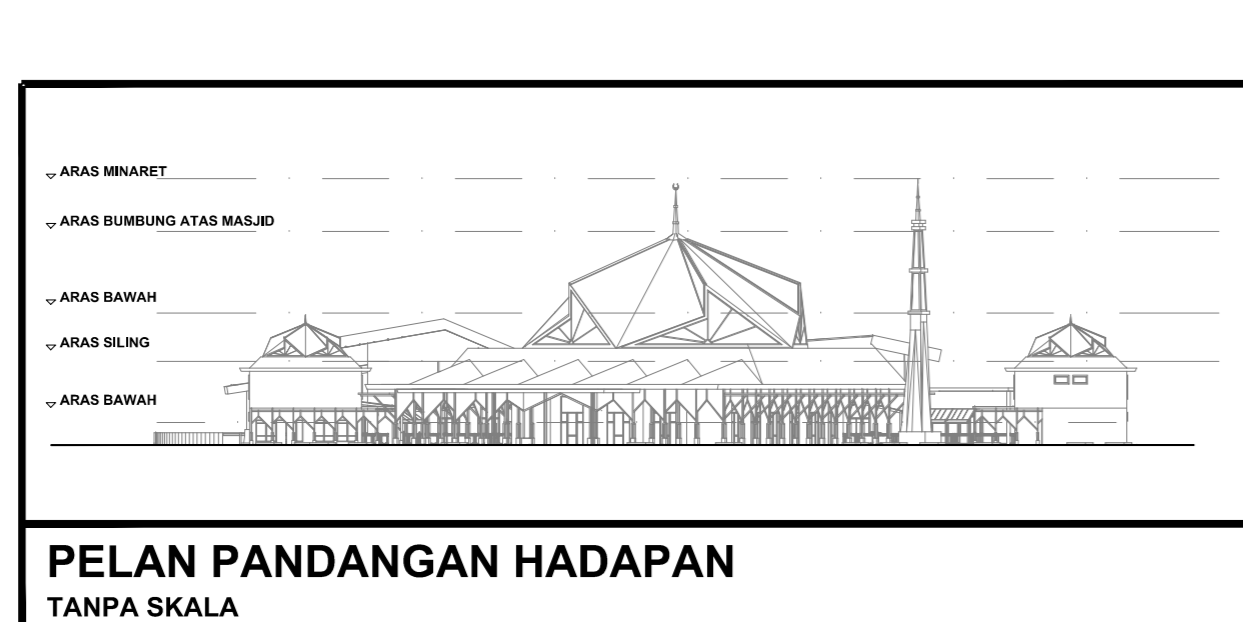 ARAS MINARET
ARAS BUMBUNG ATAS MASJID
ARAS BAWAH
ARAS SILING
ARAS BAWAH
PELAN PANDANGAN HADAPAN
TANPA SKALA